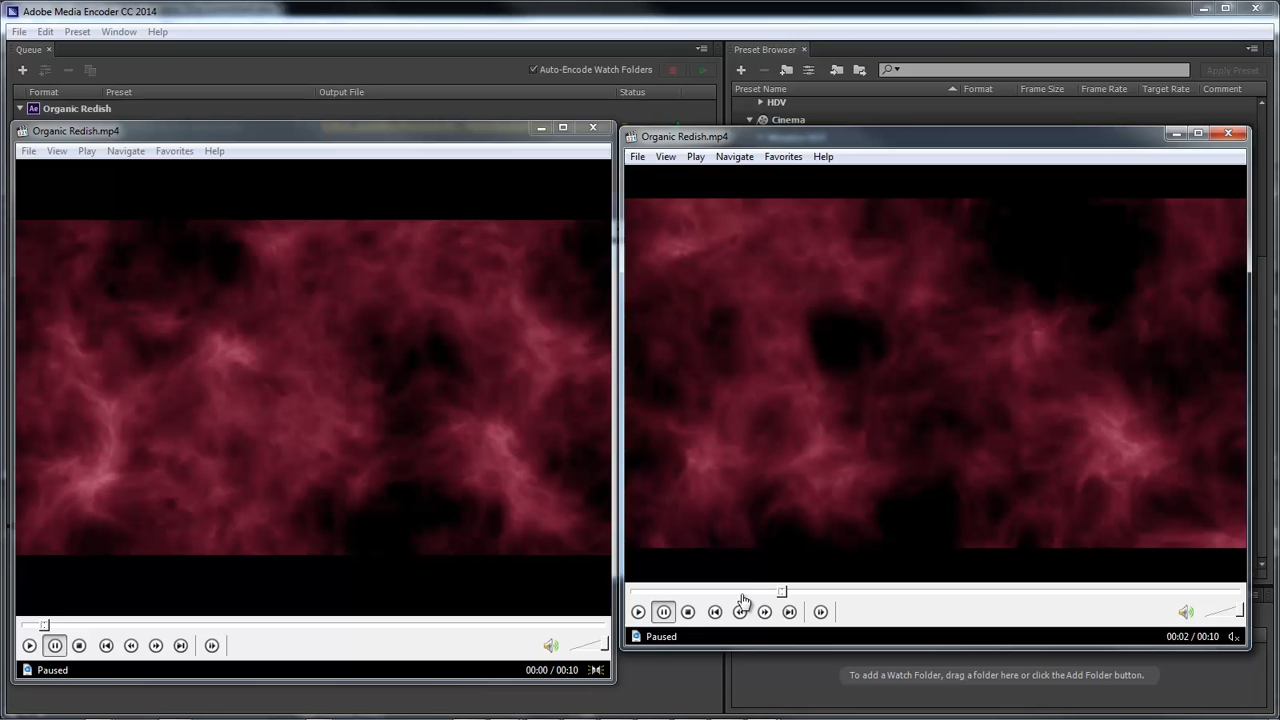 Adobe Media Encoder CC 2014
File Edit Preset Window Help
Queue
Preset Browser
Auto-Encode Watch Folders
Apply Preset
Format Preset Output File Status
Preset Name Format Frame Size Frame Rate Target Rate Comment
Ae Organic Redish
HDV
Cinema
Organic Redish.mp4
File View Play Navigate Favorites Help
Paused
00:00 / 00:10
Organic Redish.mp4
File View Play Navigate Favorites Help
Paused
00:02 / 00:10
To add a Watch Folder, drag a folder here or click the Add Folder button.